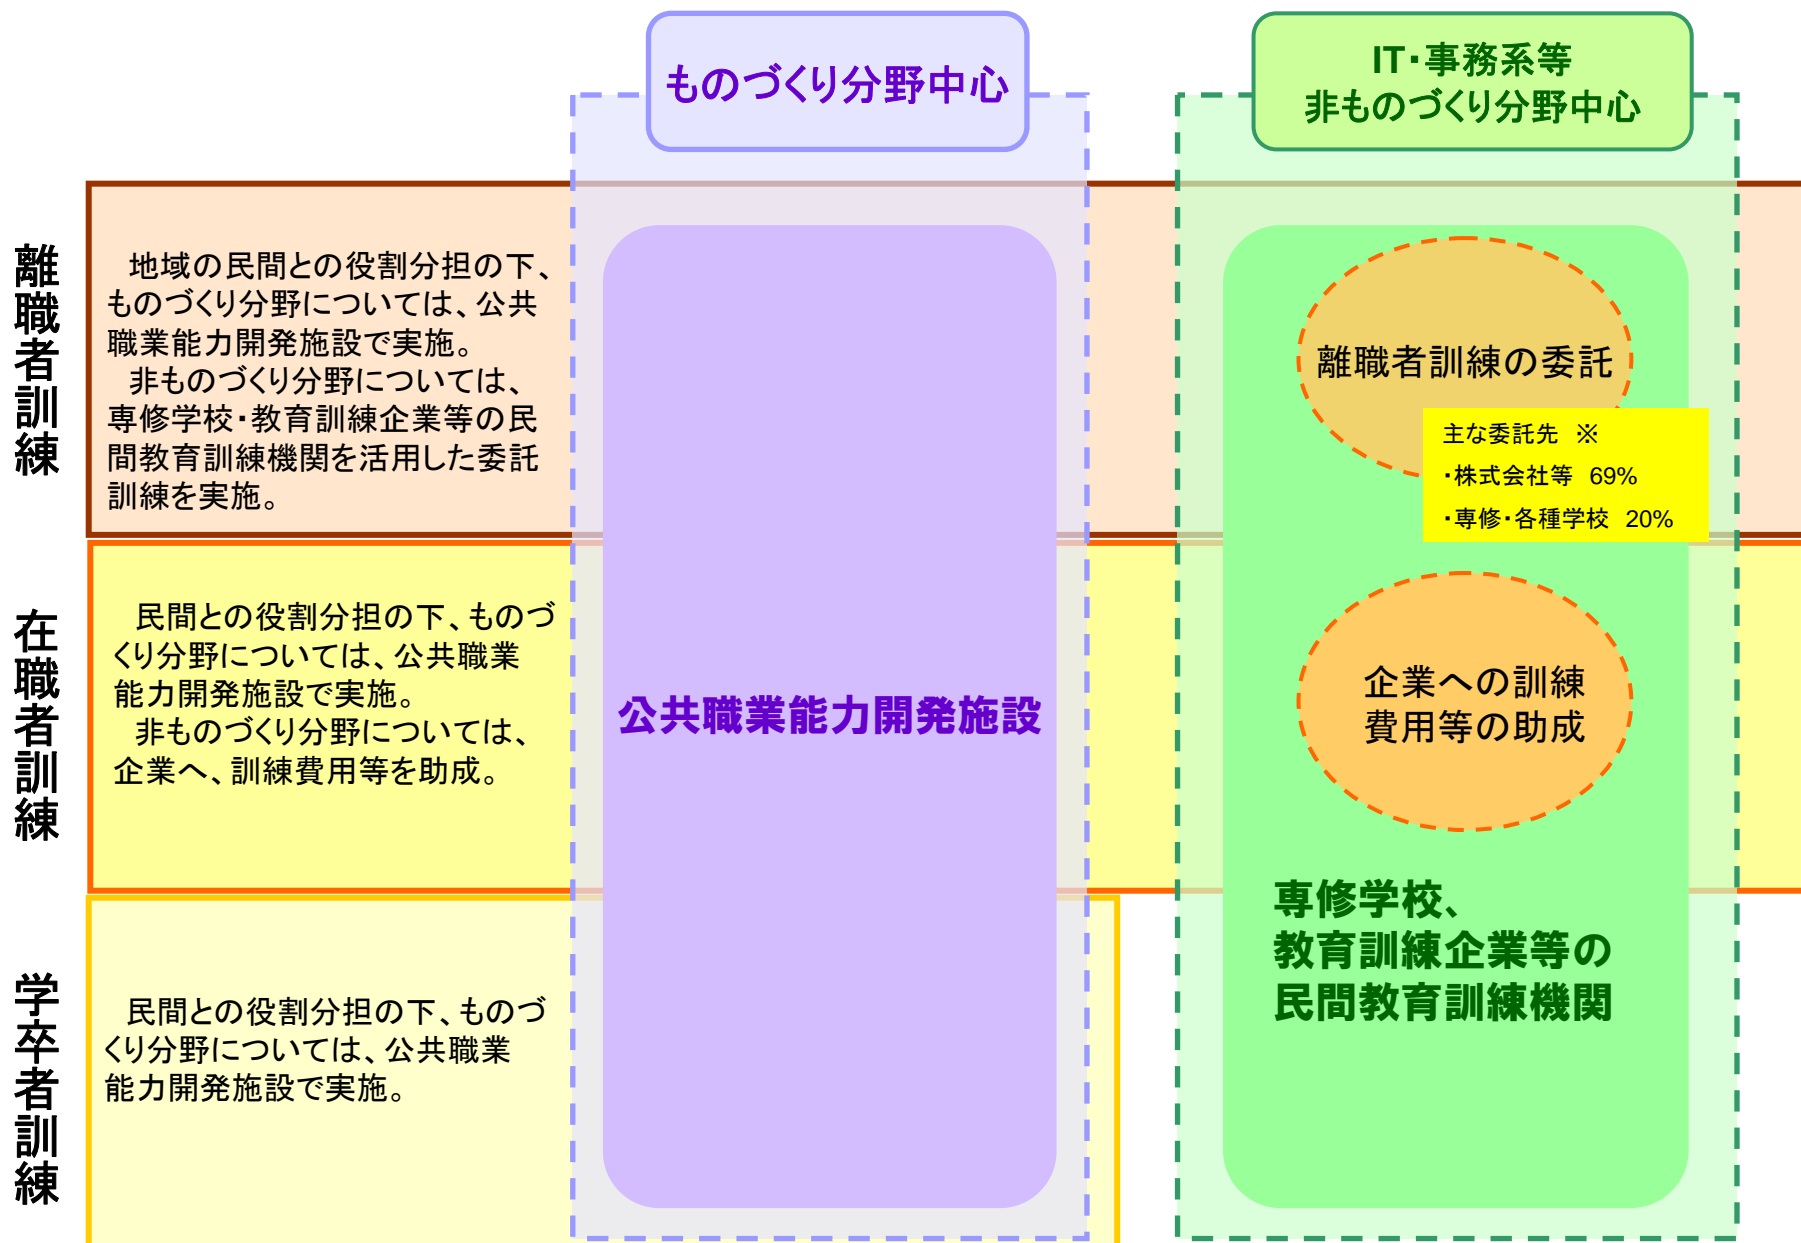 ものづくり分野中心
IT・事務系等
非ものづくり分野中心
離職者訓練
地域の民間との役割分担の下、
ものづくり分野については、公共
職業能力開発施設で実施。
非ものづくり分野については、
専修学校・教育訓練企業等の民
間教育訓練機関を活用した委託
訓練を実施。
離職者訓練の委託
主な委託先 ※
・株式会社等 69%
・専修・各種学校 20%
在職者訓練
民間との役割分担の下、ものづ
くり分野については、公共職業
能力開発施設で実施。
非ものづくり分野については、
企業へ、訓練費用等を助成。
公共職業能力開発施設
企業への訓練
費用等の助成
専修学校、
教育訓練企業等の
民間教育訓練機関
学卒者訓練
民間との役割分担の下、ものづ
くり分野については、公共職業
能力開発施設で実施。